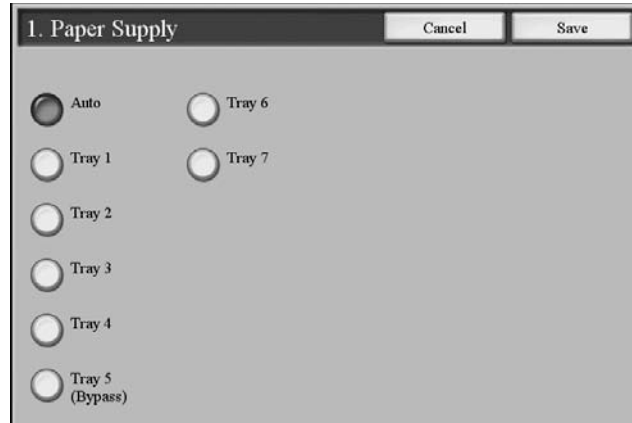 1. Paper Supply
Cancel
Save
Auto
Tray 1
Tray 2
Tray 3
Tray 4
Tray 5
(Bypass)
Tray 6
Tray 7